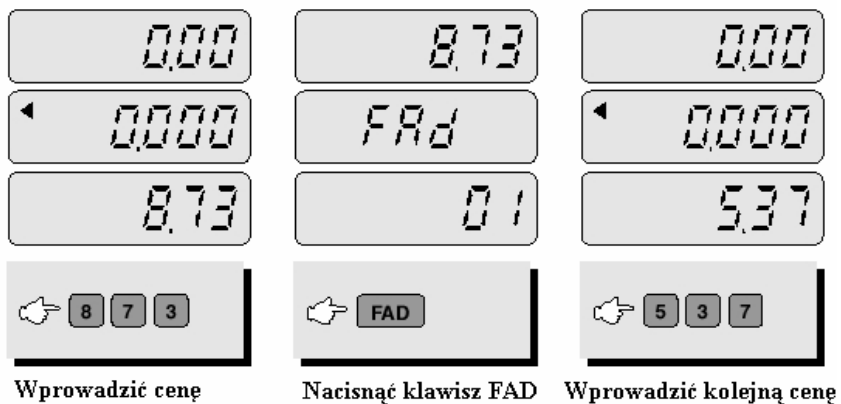 0.00 8.73 0.00
0.000 FAd 0.000
8.73 01 5.37
8 7 3 FAD 5 3 7
Wprowadzić cenę Nacisnąć klawisz FAD Wprowadzić kolejną cenę